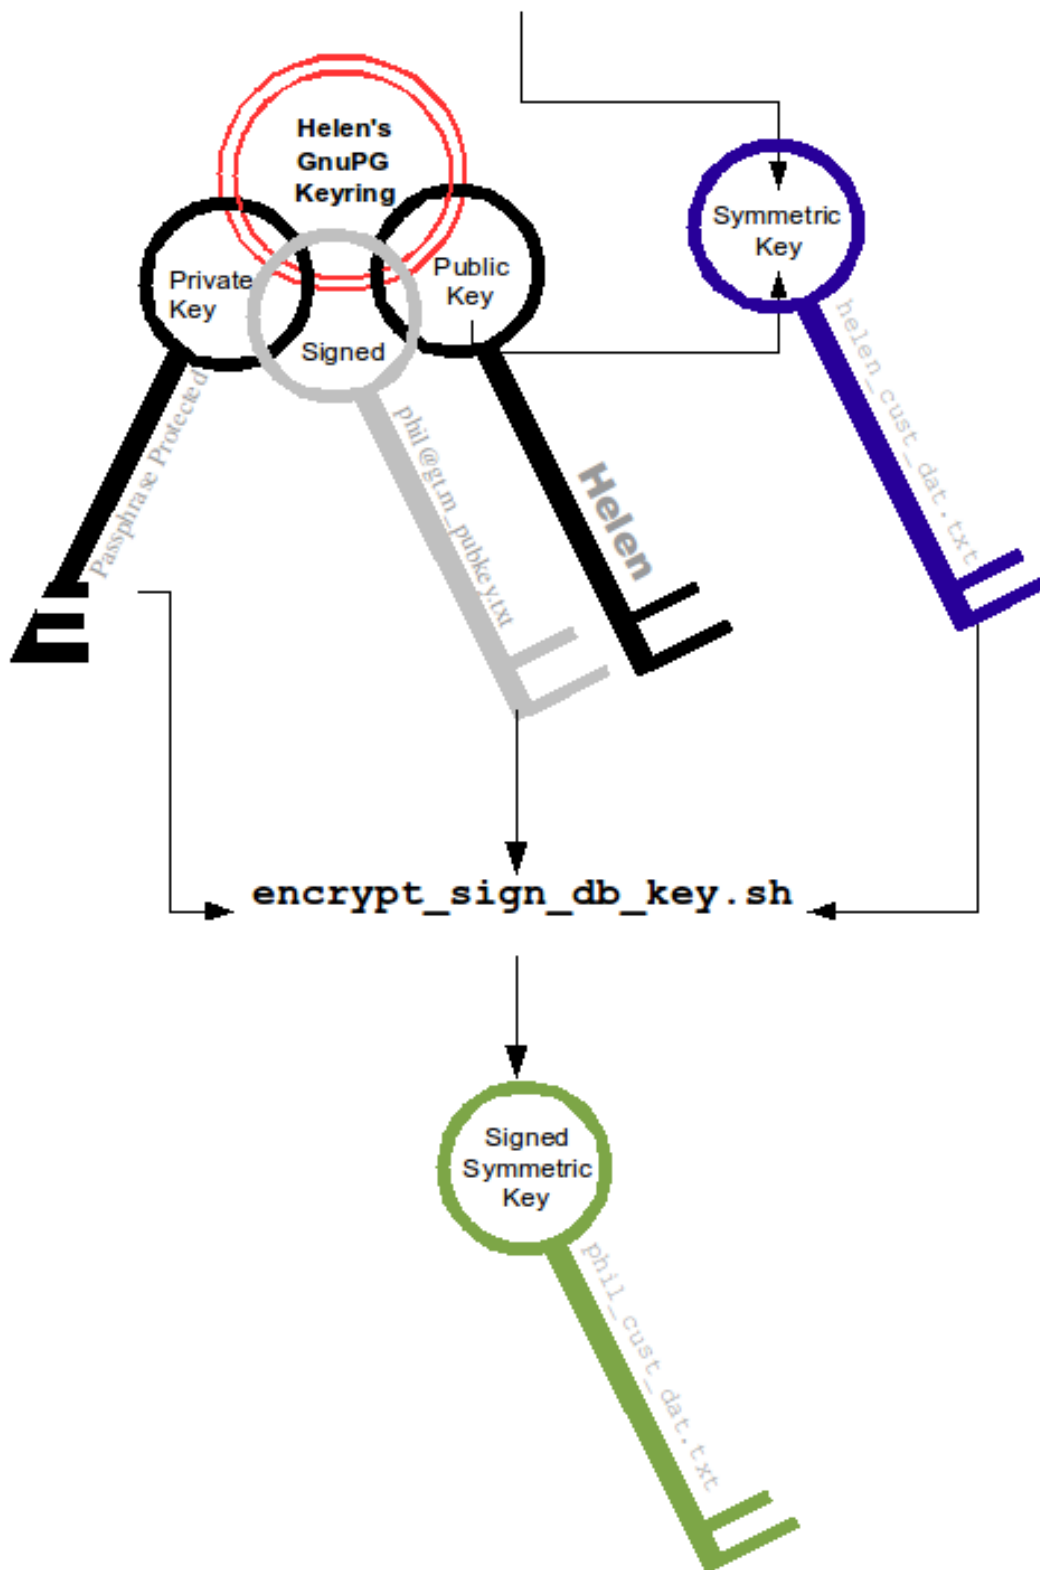 Helen's
GnuPG
Keyring
Symmetric
Key
Private
Key
Public
Key
Signed
Passphrase Protected
phil@gt.m_pubkey.txt
Helen
helen_cust_dat.txt
encrypt_sign_db_key.sh
Signed
Symmetric
Key
phil_cust_dat.txt